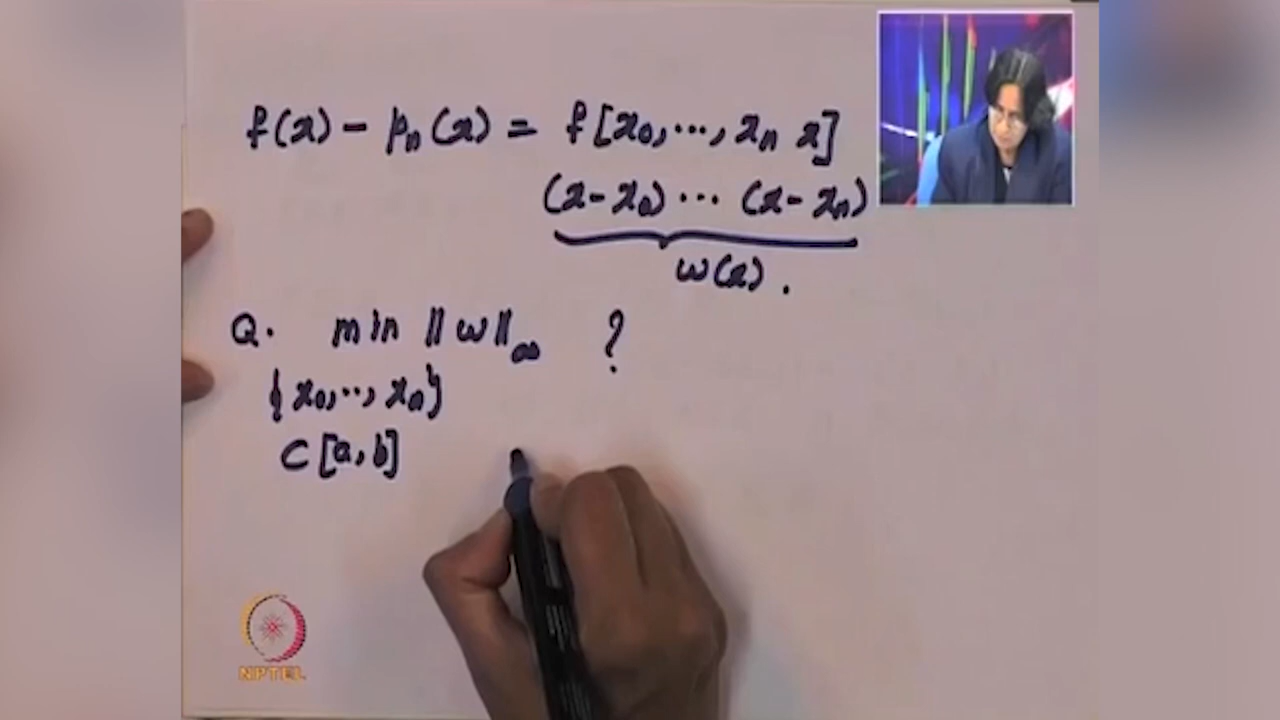 f(x) - pₙ(x) = f[x₀,⋯,xₙ x]
(x-x₀)⋯(x-xₙ)
w(x).
Q. min ||w||∞ ?
{x₀,..,xₙ}
C[a,b]
NPTEL